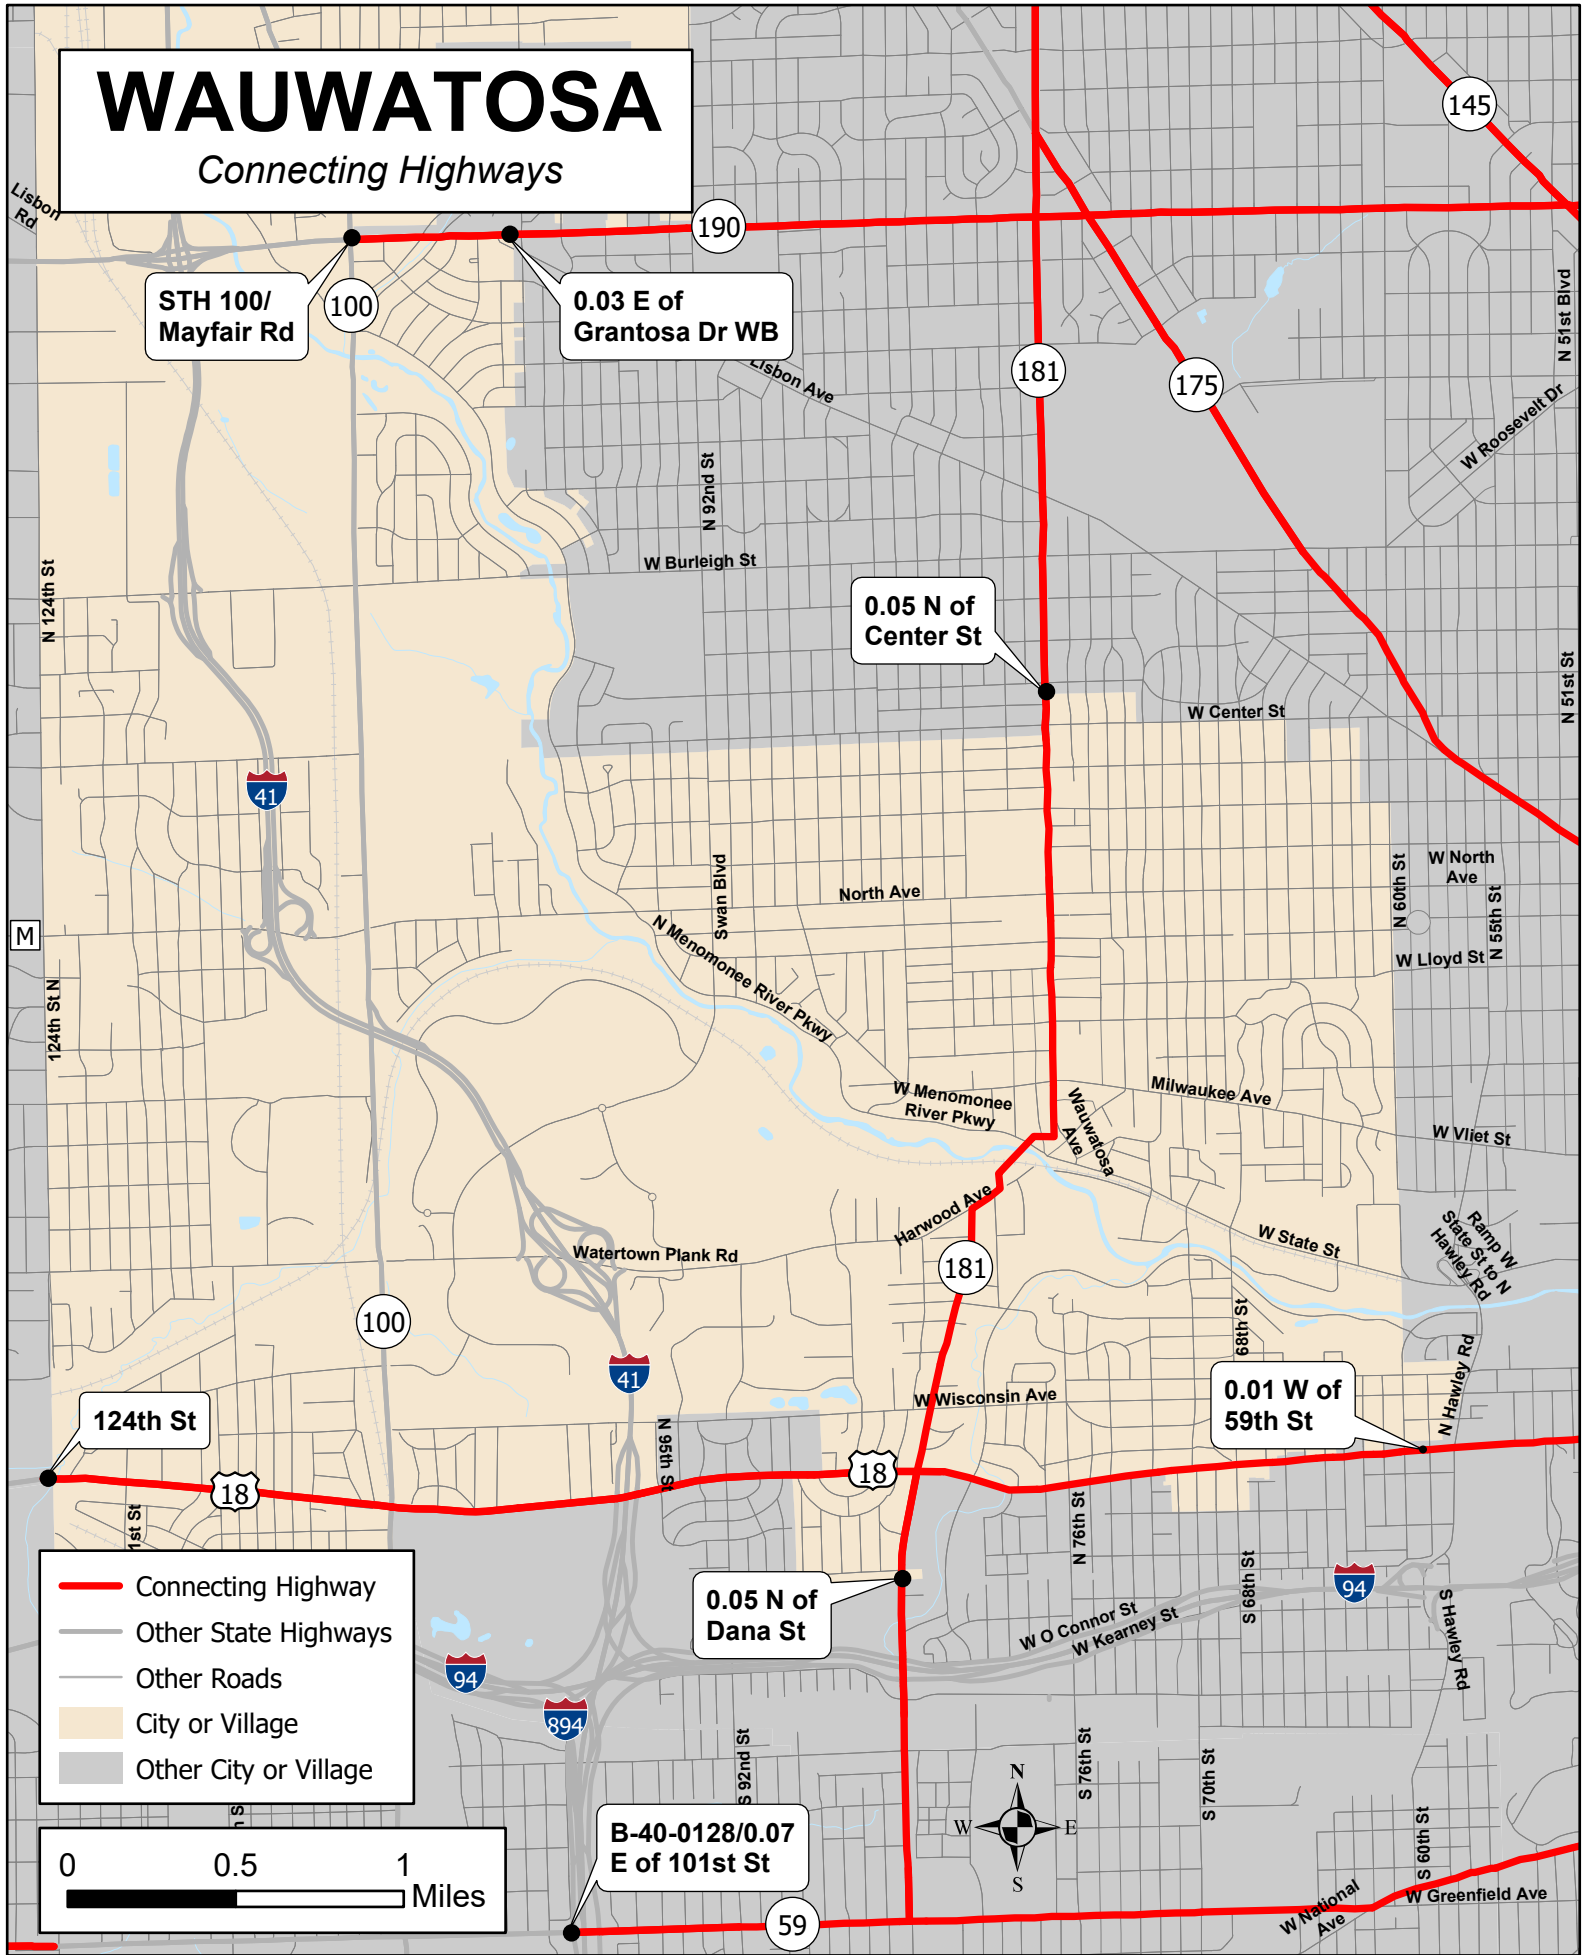 WAUWATOSA
Connecting Highways
145
Lisbon
Rd
190
STH 100/
Mayfair Rd
100
0.03 E of
Grantosa Dr WB
N 51st Blvd
Lisbon Ave
181
175
W Roosevelt Dr
N 92nd St
W Burleigh St
N 124th St
0.05 N of
Center St
N 51st St
W Center St
41
Swan Blvd
North Ave
N 60th St
W North
Ave
N 55th St
M
N Menomonee River Pkwy
W Lloyd St
124th St N
W Menomonee
River Pkwy
Milwaukee Ave
Wauwatosa
Ave
W Vliet St
Harwood Ave
W State St
Ramp W
State St to N
Hawley Rd
Watertown Plank Rd
181
100
68th St
41
N Hawley Rd
0.01 W of
59th St
W Wisconsin Ave
124th St
N 95th St
18
18
1st St
N 76th St
S 68th St
94
0.05 N of
Dana St
W O Connor St
W Kearney St
S Hawley Rd
Connecting Highway
Other State Highways
Other Roads
City or Village
Other City or Village
94
894
S 92nd St
S 76th St
S 70th St
N
W
E
S
S 60th St
h S
0
0.5
1
Miles
B-40-0128/0.07
E of 101st St
59
W National
Ave
W Greenfield Ave